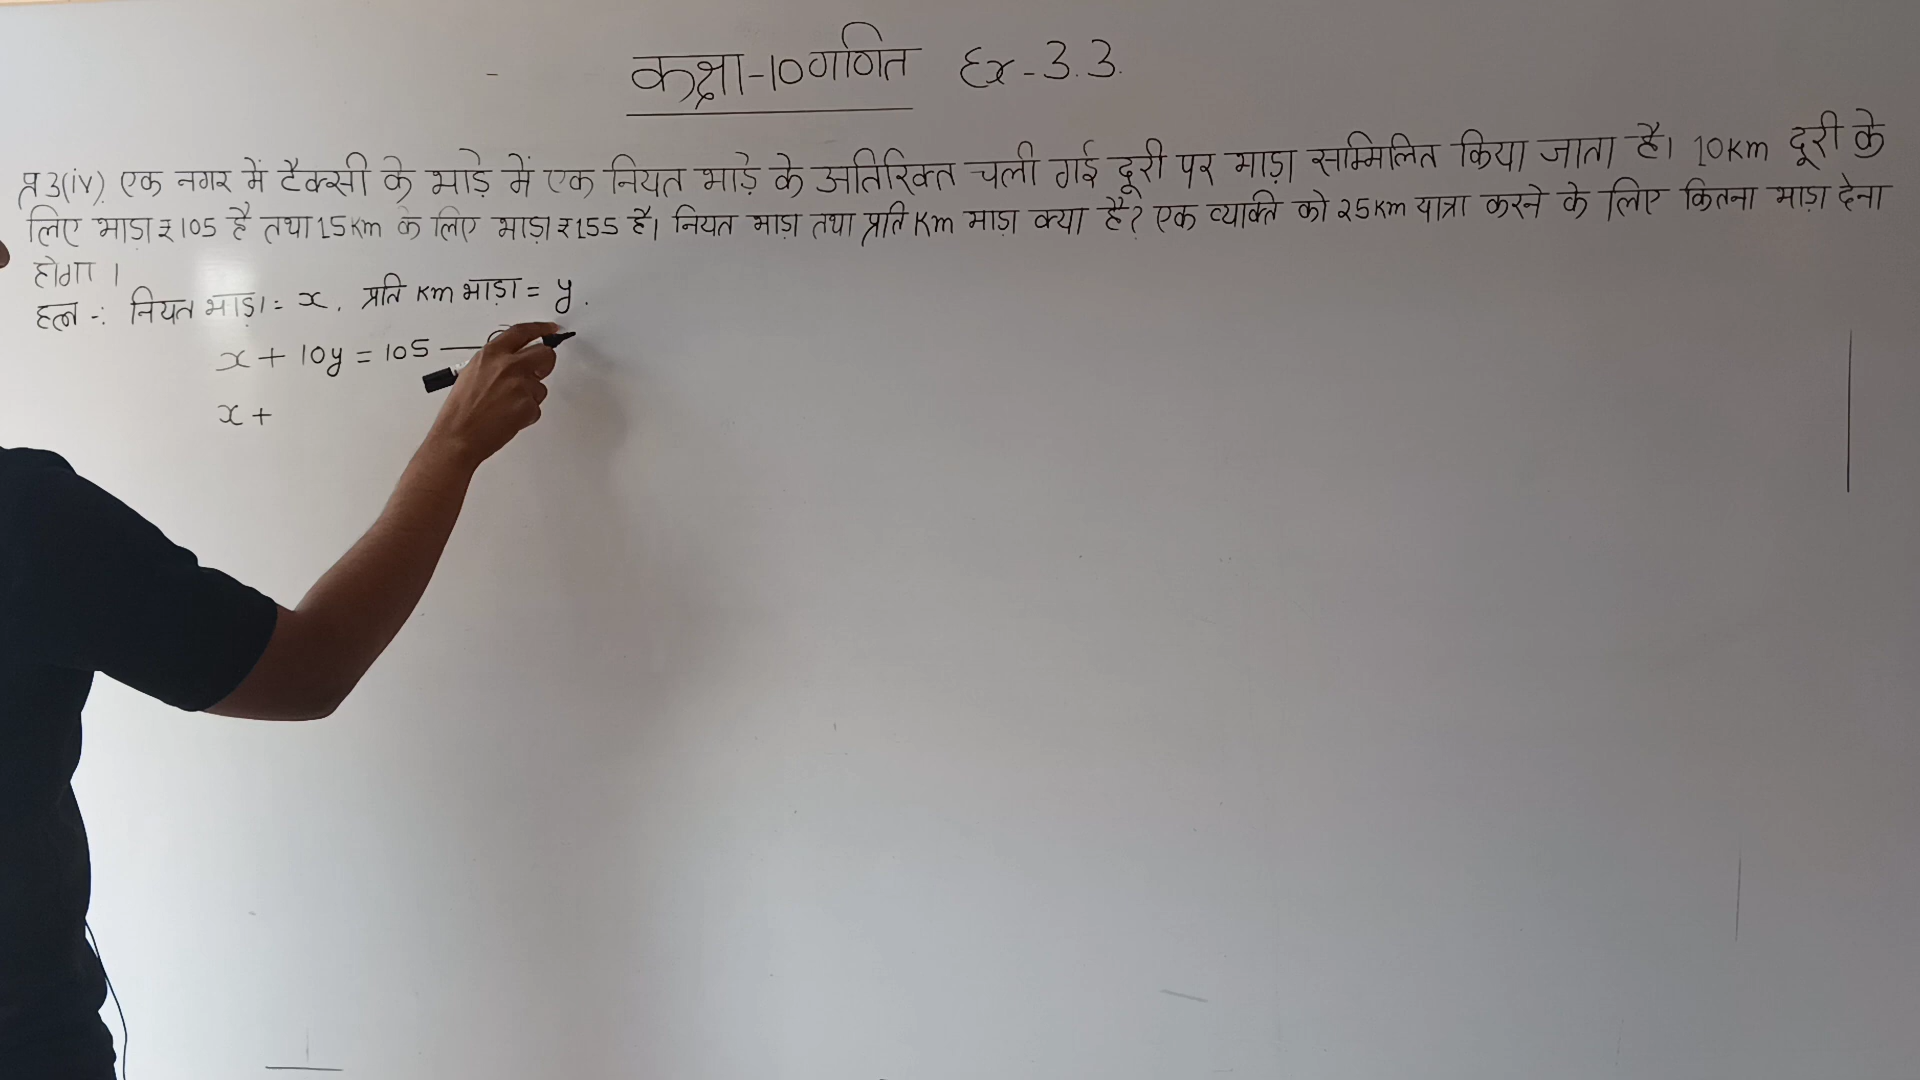 कक्षा-10 गणित Ex-3.3.
प्र 3(iv). एक नगर में टैक्सी के भाड़े में एक नियत भाड़े के अतिरिक्त चली गई दूरी पर भाड़ा सम्मिलित किया जाता है। 10km दूरी के
लिए भाड़ा ₹105 है तथा 15km के लिए भाड़ा ₹155 है। नियत भाड़ा तथा प्रति Km भाड़ा क्या है? एक व्यक्ति को 25km यात्रा करने के लिए कितना भाड़ा देना
होगा।
हल -: नियत भाड़ा = x. प्रति Km भाड़ा = y.
x + 10y = 105 —
x +